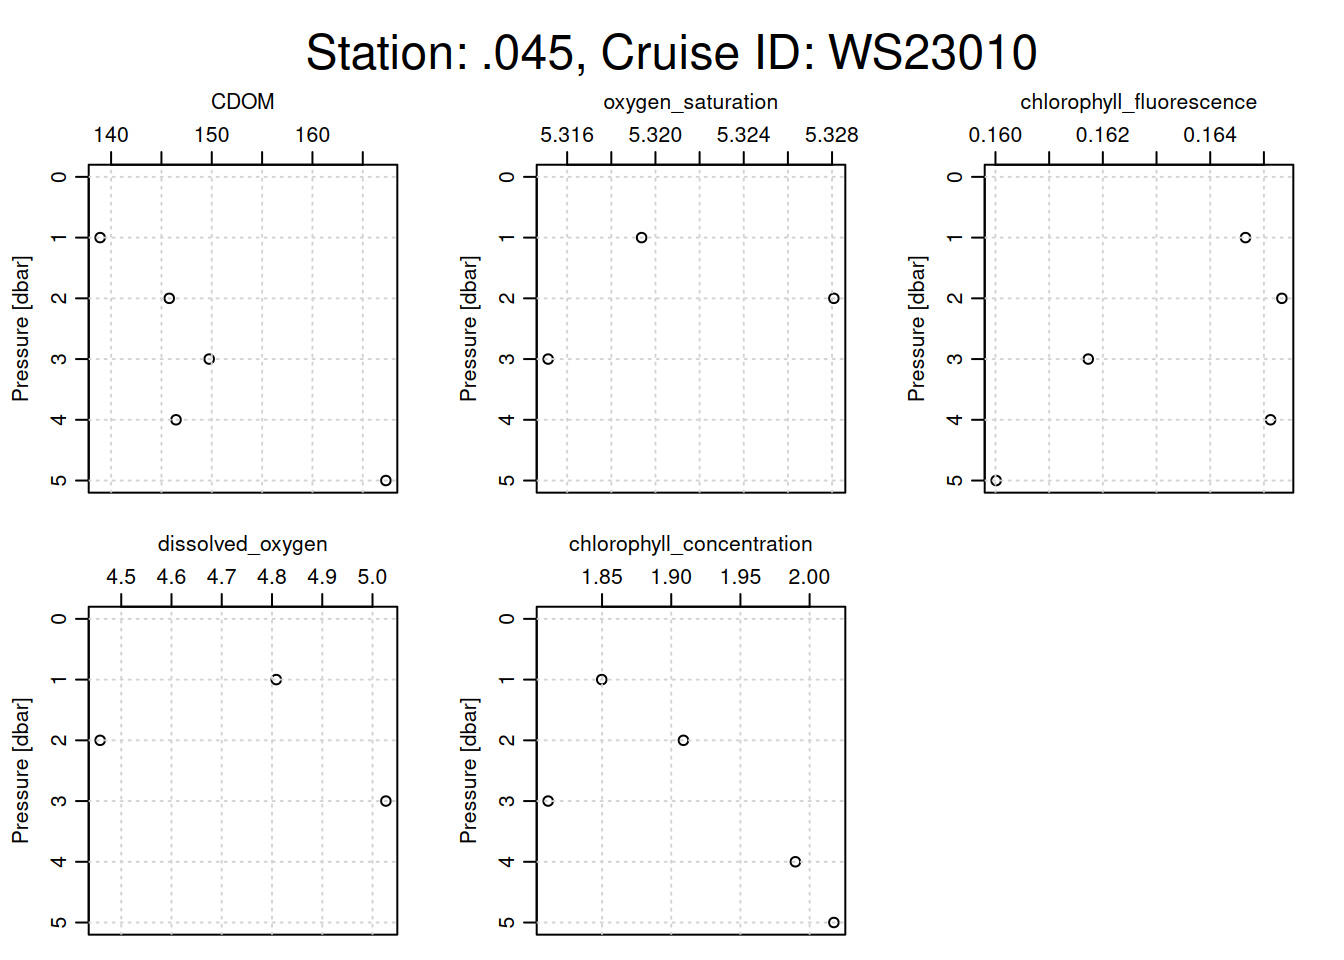 Station: .045, Cruise ID: WS23010
CDOM
140 150 160
Pressure [dbar]
0
1
2
3
4
5
oxygen_saturation
5.316 5.320 5.324 5.328
Pressure [dbar]
0
1
2
3
4
5
chlorophyll_fluorescence
0.160 0.162 0.164
Pressure [dbar]
0
1
2
3
4
5
dissolved_oxygen
4.5 4.6 4.7 4.8 4.9 5.0
Pressure [dbar]
0
1
2
3
4
5
chlorophyll_concentration
1.85 1.90 1.95 2.00
Pressure [dbar]
0
1
2
3
4
5